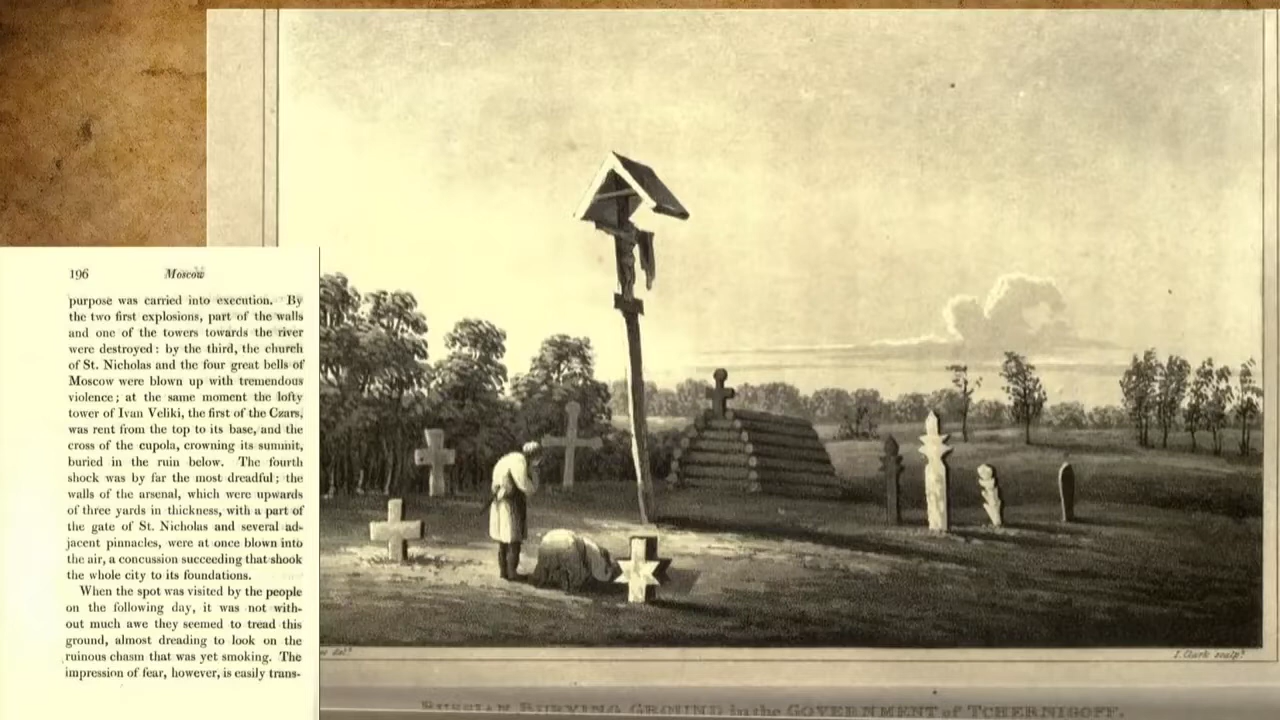 196 Moscow
purpose was carried into execution. By
the two first explosions, part of the walls
and one of the towers towards the river
were destroyed: by the third, the church
of St. Nicholas and the four great bells of
Moscow were blown up with tremendous
violence; at the same moment the lofty
tower of Ivan Veliki, the first of the Czars,
was rent from the top to its base, and the
cross of the cupola, crowning its summit,
buried in the ruin below. The fourth
shock was by far the most dreadful; the
walls of the arsenal, which were upwards
of three yards in thickness, with a part of
the gate of St. Nicholas and several ad-
jacent pinnacles, were at once blown into
the air, a concussion succeeding that shook
the whole city to its foundations.
When the spot was visited by the people
on the following day, it was not with-
out much awe they seemed to tread this
ground, almost dreading to look on the
ruinous chasm that was yet smoking. The
impression of fear, however, is easily trans-
delt
I. Clark sculpt
RUSSIAN BURYING GROUND in the GOVERNMENT of TCHERNIGOFF.